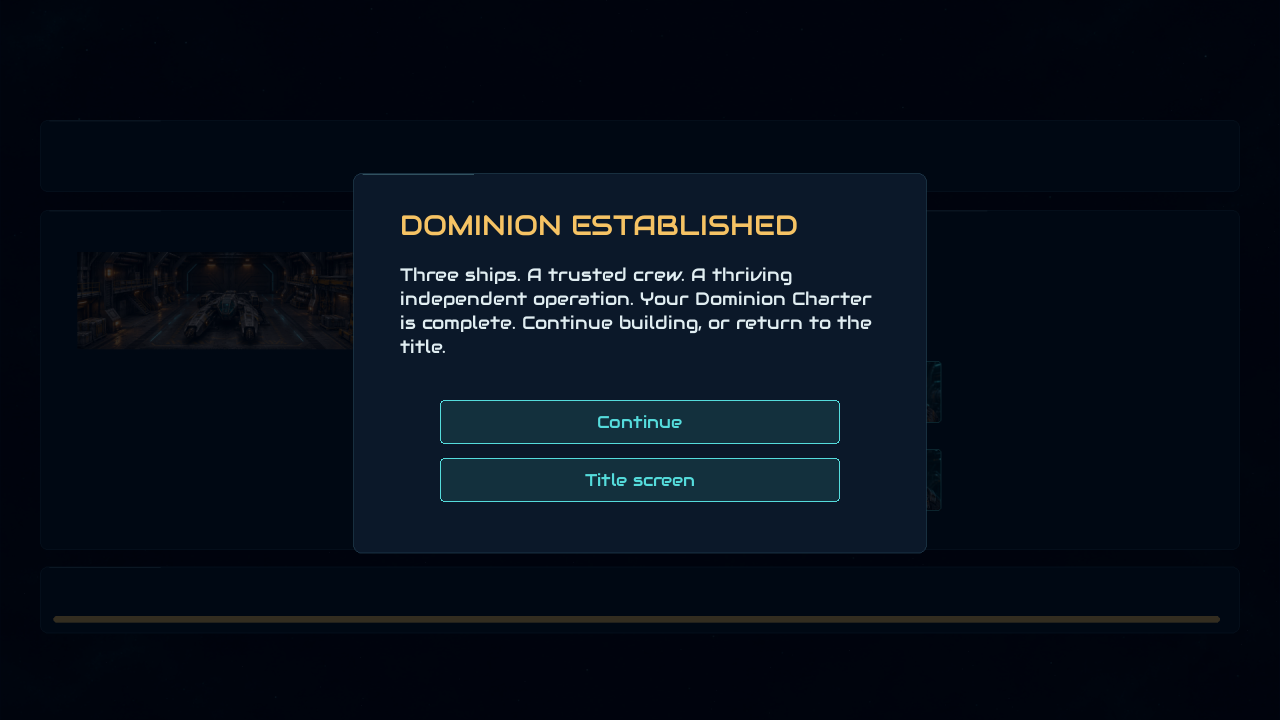 DOMINION ESTABLISHED
Three ships. A trusted crew. A thriving
independent operation. Your Dominion Charter
is complete. Continue building, or return to the
title.
Continue
Title screen